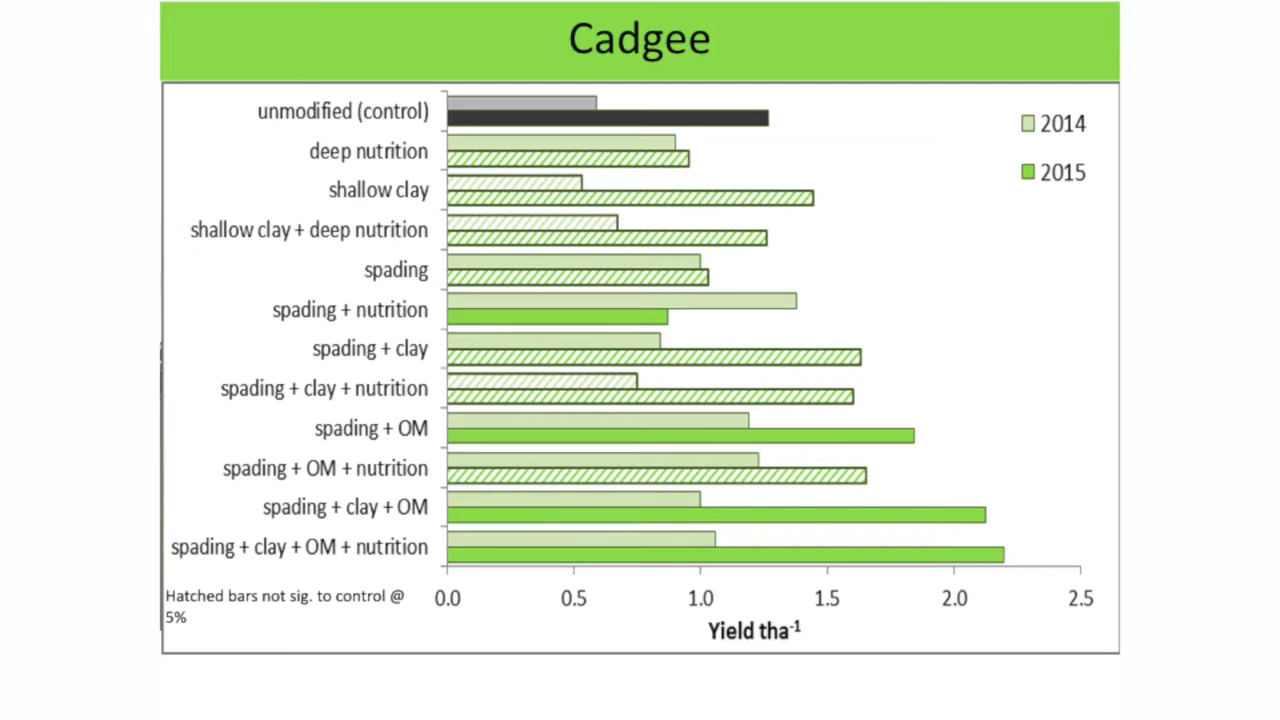 Cadgee
unmodified (control)
deep nutrition
shallow clay
shallow clay + deep nutrition
spading
spading + nutrition
spading + clay
spading + clay + nutrition
spading + OM
spading + OM + nutrition
spading + clay + OM
spading + clay + OM + nutrition
2014
2015
Hatched bars not sig. to control @
5%
0.0 0.5 1.0 1.5 2.0 2.5
Yield tha⁻¹